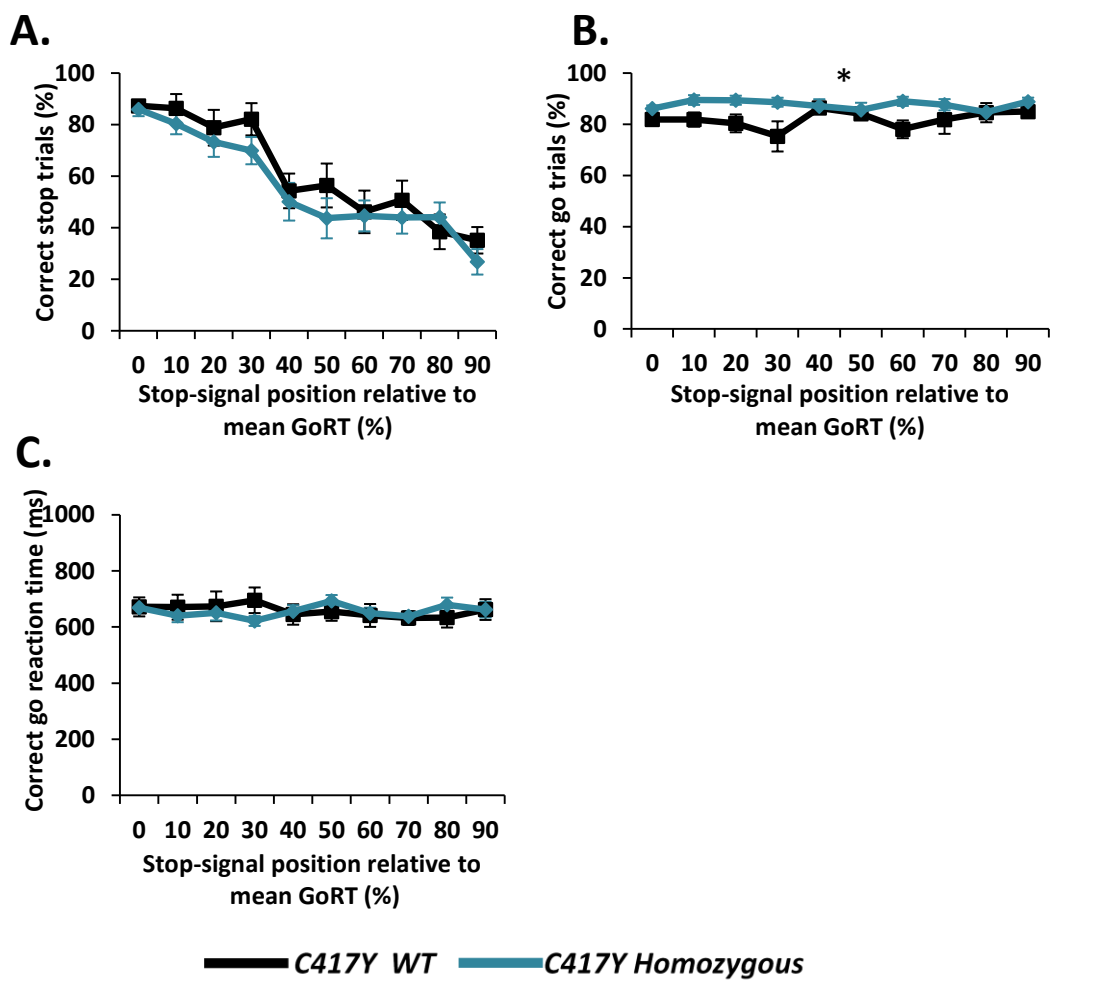 A.
Correct stop trials (%)
100
80
60
40
20
0
0 10 20 30 40 50 60 70 80 90
Stop-signal position relative to
mean GoRT (%)
B.
*
Correct go trials (%)
100
80
60
40
20
0
0 10 20 30 40 50 60 70 80 90
Stop-signal position relative to
mean GoRT (%)
C.
Correct go reaction time (ms)
1000
800
600
400
200
0
0 10 20 30 40 50 60 70 80 90
Stop-signal position relative to
mean GoRT (%)
C417Y WT C417Y Homozygous